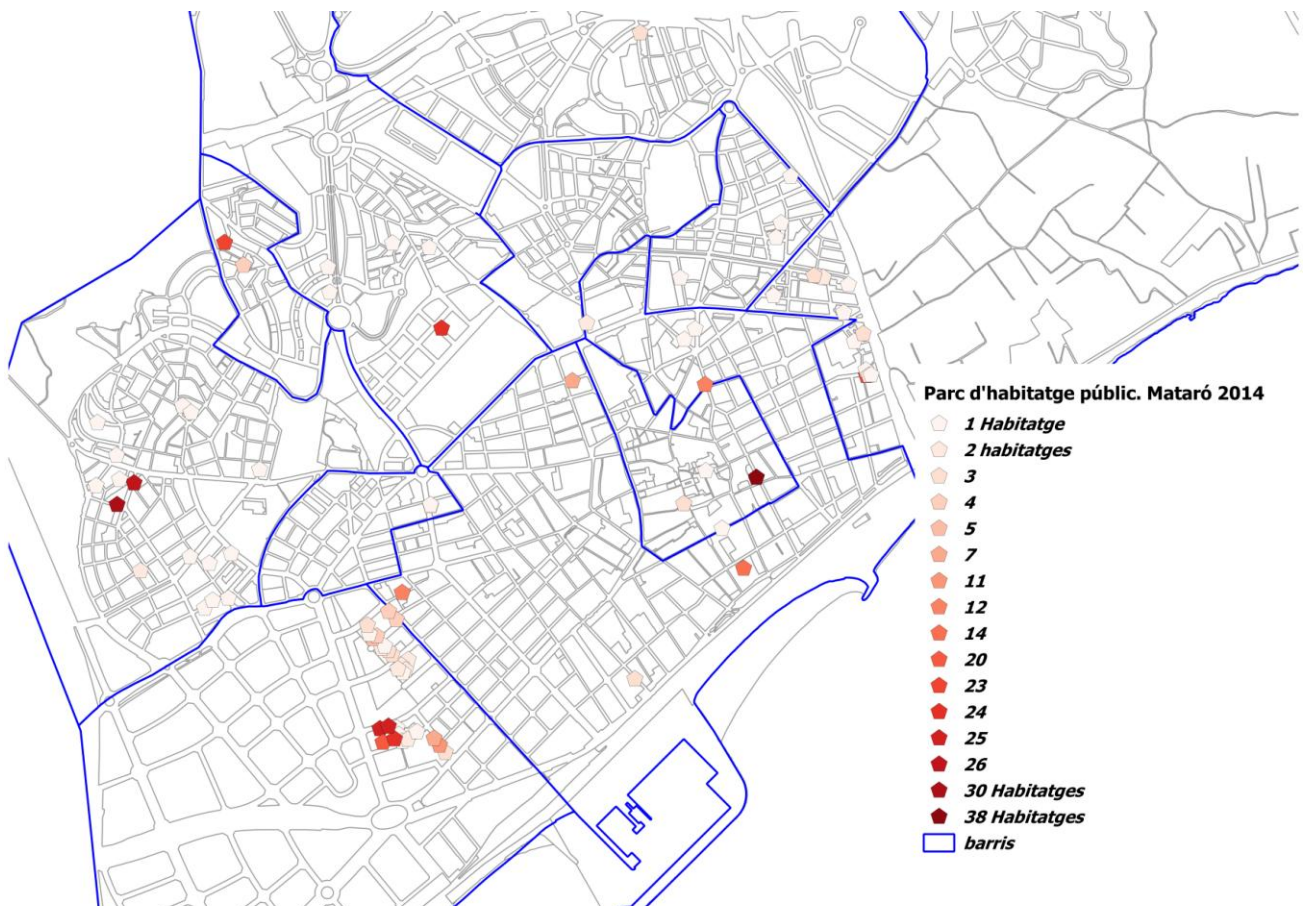 Parc d'habitatge públic. Mataró 2014
1 Habitatge
2 habitatges
3
4
5
7
11
12
14
20
23
24
25
26
30 Habitatges
38 Habitatges
barris